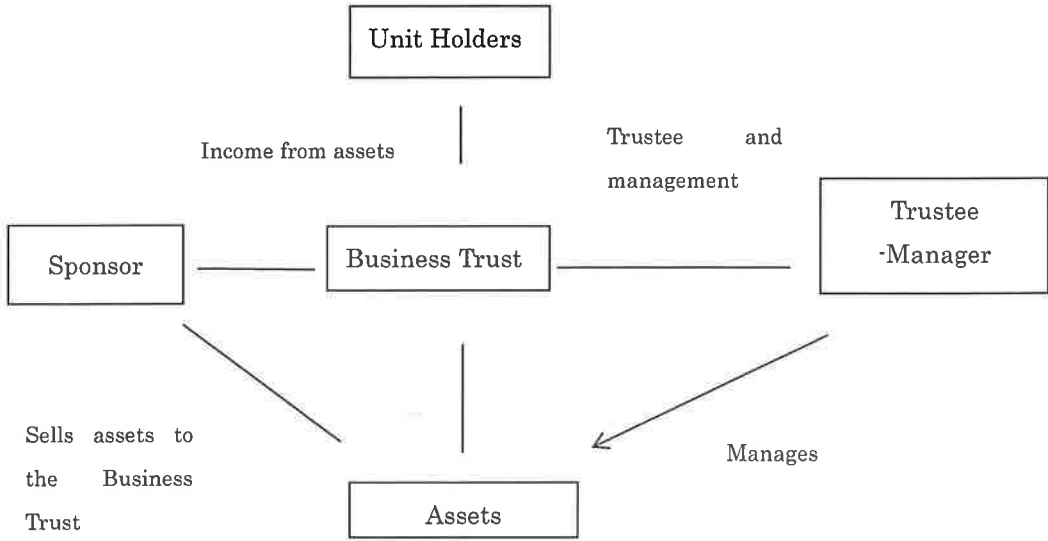 Unit Holders
Income from assets
Trustee and
management
Trustee
-Manager
Sponsor
Business Trust
Sells assets to
the Business
Trust
Manages
Assets